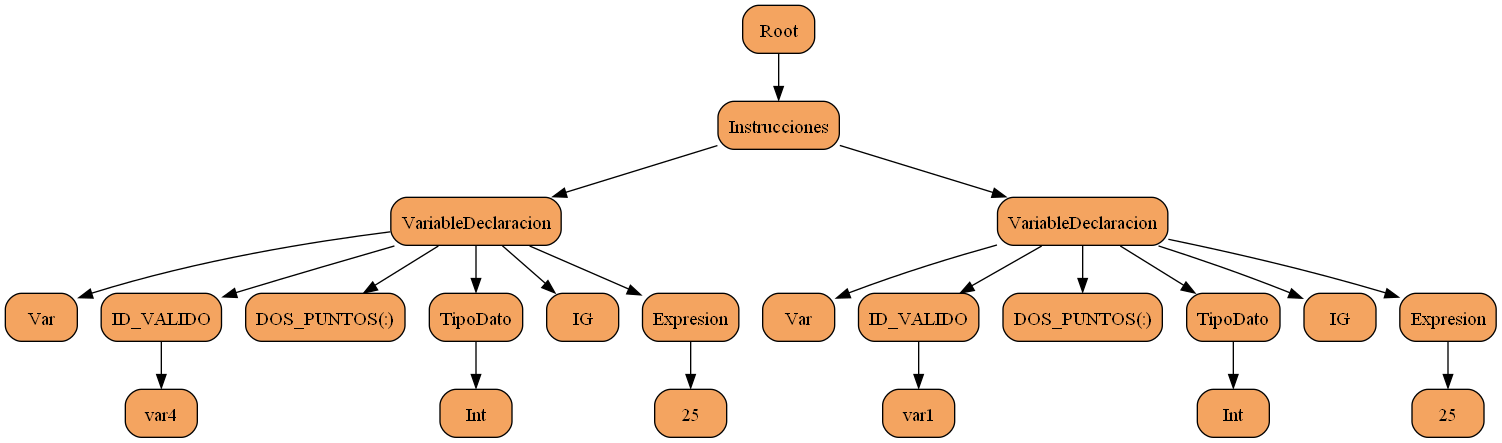 Root
Instrucciones
VariableDeclaracion
VariableDeclaracion
Var
ID_VALIDO
DOS_PUNTOS(:)
TipoDato
IG
Expresion
Var
ID_VALIDO
DOS_PUNTOS(:)
TipoDato
IG
Expresion
var4
Int
25
var1
Int
25